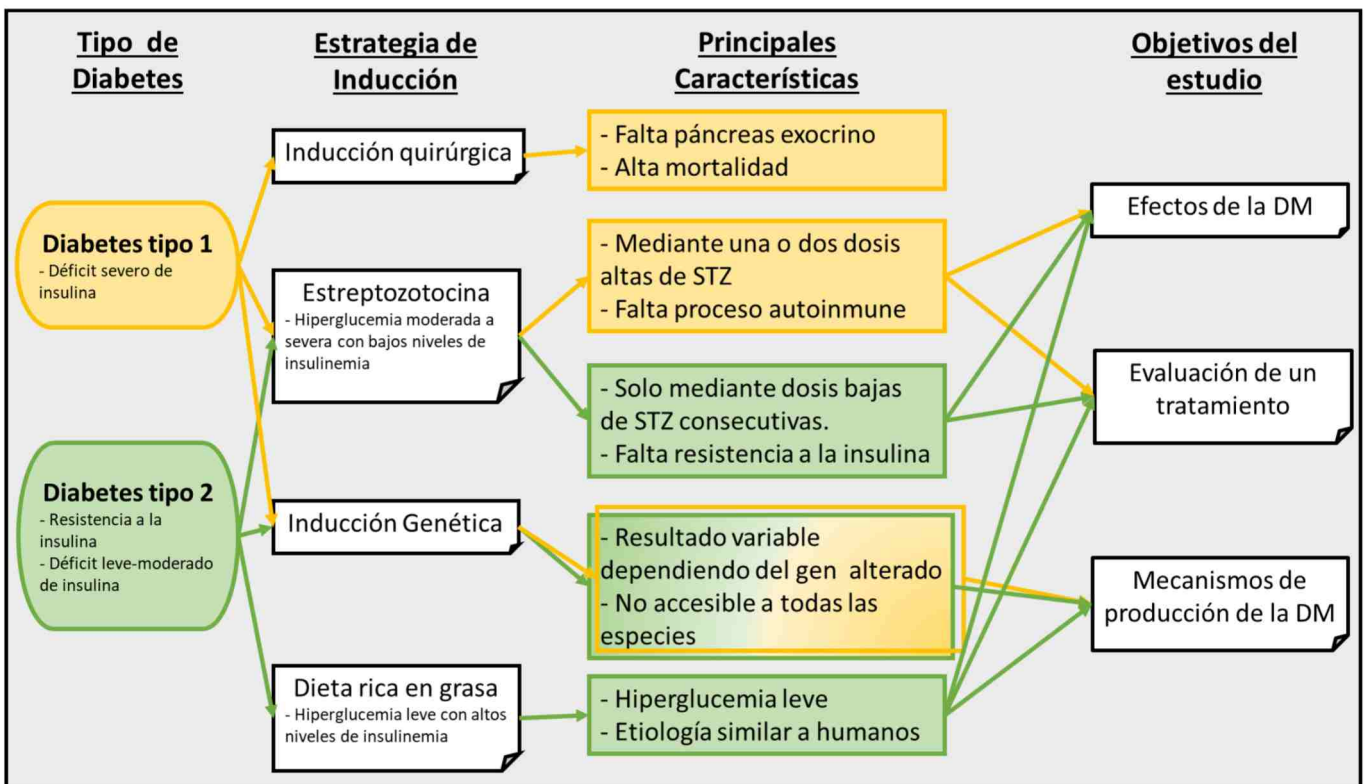 Tipo de
Diabetes
Estrategia de
Inducción
Principales
Características
Objetivos del
estudio
Diabetes tipo 1
- Déficit severo de
insulina
Diabetes tipo 2
- Resistencia a la
insulina
- Déficit leve-moderado
de insulina
Inducción quirúrgica
Estreptozotocina
- Hiperglucemia moderada a
severa con bajos niveles de
insulinemia
Inducción Genética
Dieta rica en grasa
- Hiperglucemia leve con altos
niveles de insulinemia
- Falta páncreas exocrino
- Alta mortalidad
- Mediante una o dos dosis
altas de STZ
- Falta proceso autoinmune
- Solo mediante dosis bajas
de STZ consecutivas.
- Falta resistencia a la insulina
- Resultado variable
dependiendo del gen alterado
- No accesible a todas las
especies
- Hiperglucemia leve
- Etiología similar a humanos
Efectos de la DM
Evaluación de un
tratamiento
Mecanismos de
producción de la DM